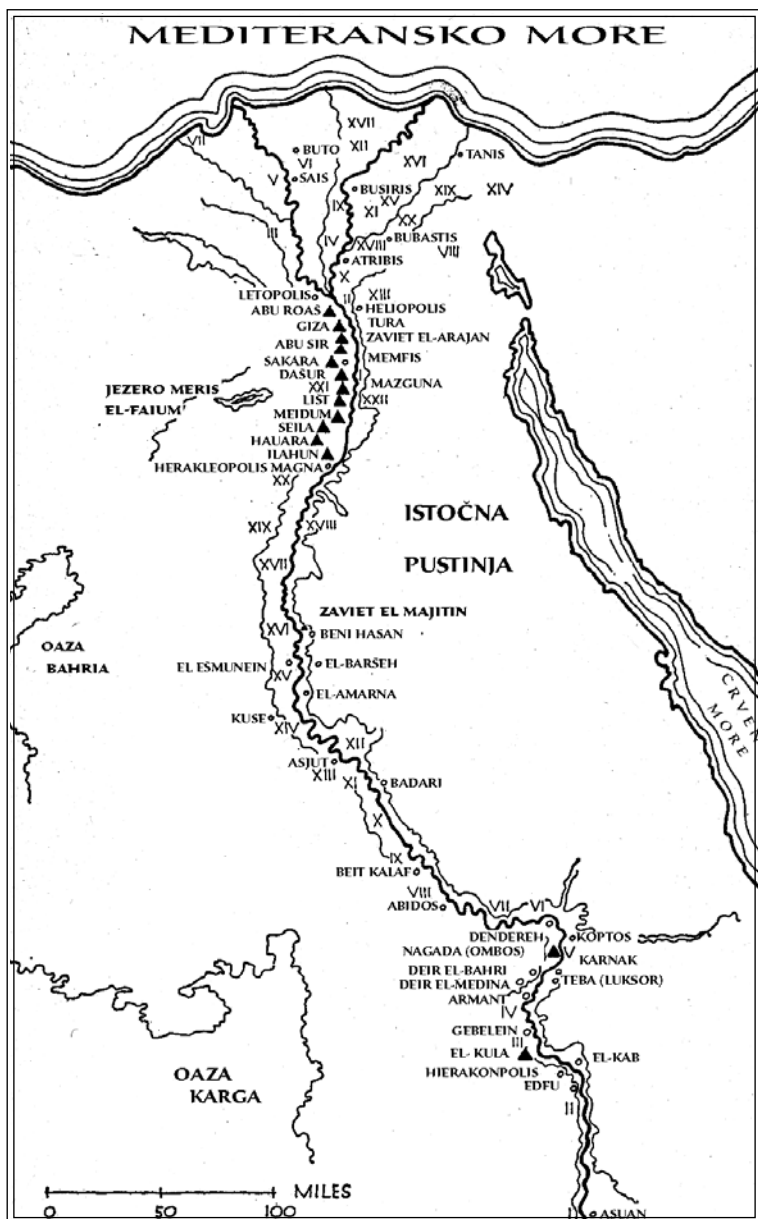 MEDITERANSKO MORE
XVII
VII
XII
BUTO
VI
XVI
TANIS
V
SAIS
BUSIRIS
XV
XIX
XIV
IX
XI
XX
III
IV
XVIII
BUBASTIS
VIII
ATRIBIS
X
LETOPOLIS
II
XIII
HELIOPOLIS
ABU ROAŠ
TURA
GIZA
ZAVIET EL-ARAJAN
ABU SIR
SAKARA
MEMFIS
DAŠUR
I
MAZGUNA
JEZERO MERIS
EL-FAIUM
XXI
LIST
XXII
MEIDUM
SEILA
HAUARA
ILAHUN
HERAKLEOPOLIS MAGNA
XX
XIX
XVIII
ISTOČNA
PUSTINJA
XVII
ZAVIET EL MAJITIN
XVI
BENI HASAN
OAZA
BAHRIA
EL EŠMUNEIN
EL-BARŠEH
XV
EL-AMARNA
CRVEN
MORE
KUSE
XIV
XII
ASJUT
XIII
XI
BADARI
X
IX
BEIT KALAF
VIII
VII
VI
ABIDOS
DENDEREH
KOPTOS
NAGADA (OMBOS)
V
KARNAK
DEIR EL-BAHRI
DEIR EL-MEDINA
TEBA (LUKSOR)
ARMANT
IV
GEBELEIN
III
EL- KULA
EL-KAB
OAZA
KARGA
HIERAKONPOLIS
EDFU
II
MILES
0 100
I
ASUAN